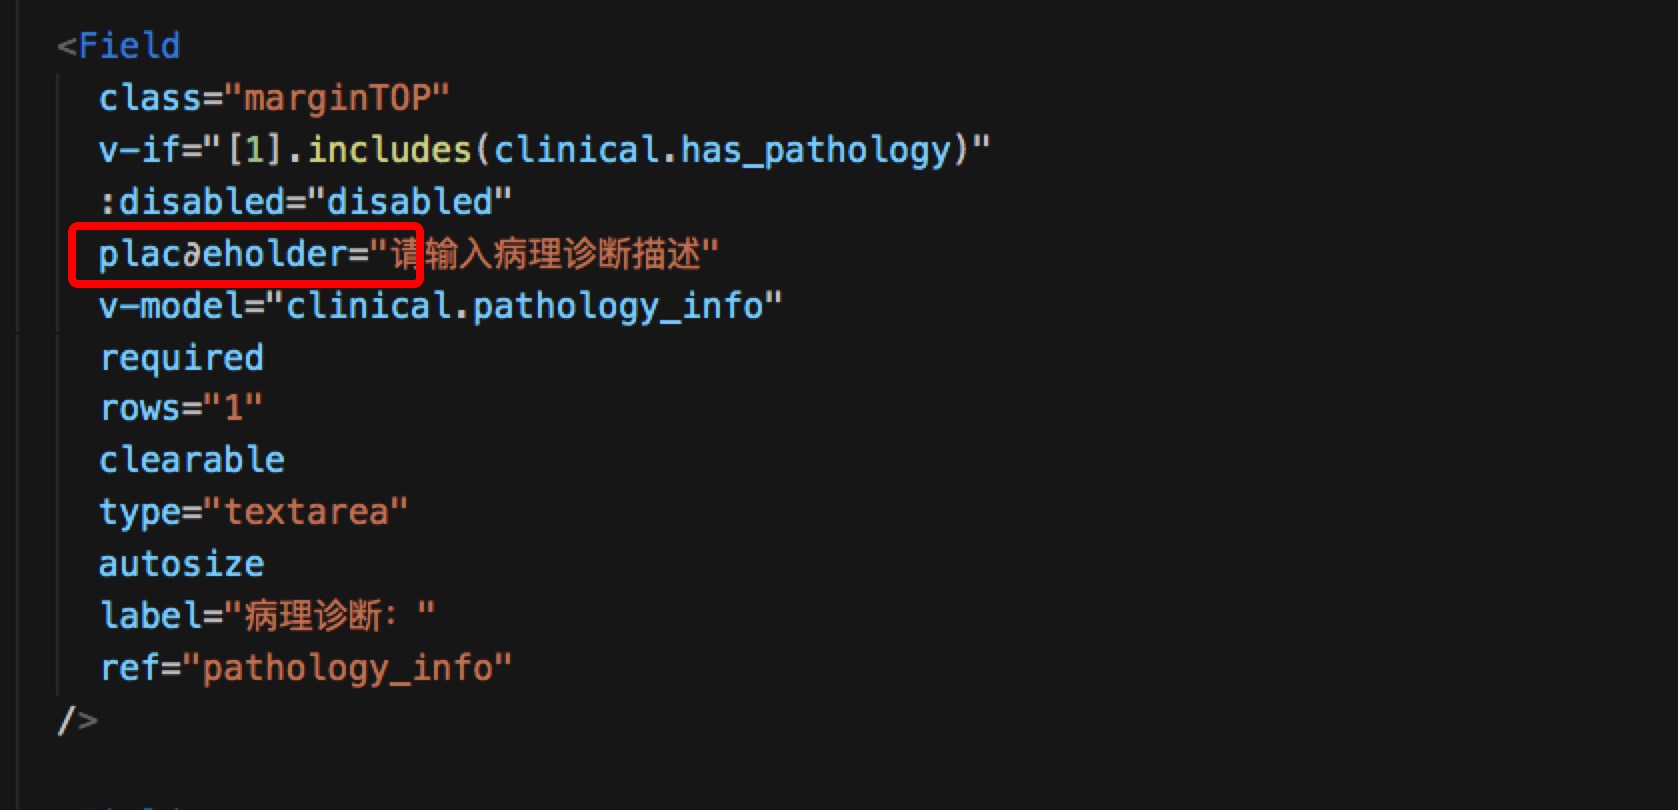 <Field
class="marginTOP"
v-if="[1].includes(clinical.has_pathology)"
:disabled="disabled"
plac∂eholder="请输入病理诊断描述"
v-model="clinical.pathology_info"
required
rows="1"
clearable
type="textarea"
autosize
label="病理诊断："
ref="pathology_info"
/>